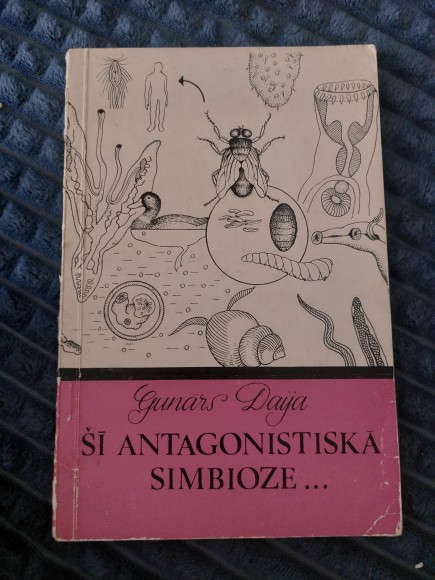 Gunārs Daija
ŠĪ ANTAGONISTISKĀ
SIMBIOZE...